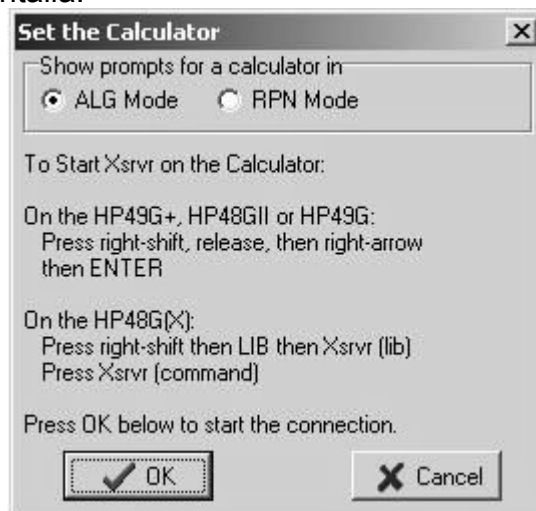 Set the Calculator
Show prompts for a calculator in
ALG Mode RPN Mode
To Start Xsrvr on the Calculator:
On the HP49G+, HP48GII or HP49G:
Press right-shift, release, then right-arrow
then ENTER
On the HP48G(X):
Press right-shift then LIB then Xsrvr (lib)
Press Xsrvr (command)
Press OK below to start the connection.
OK Cancel